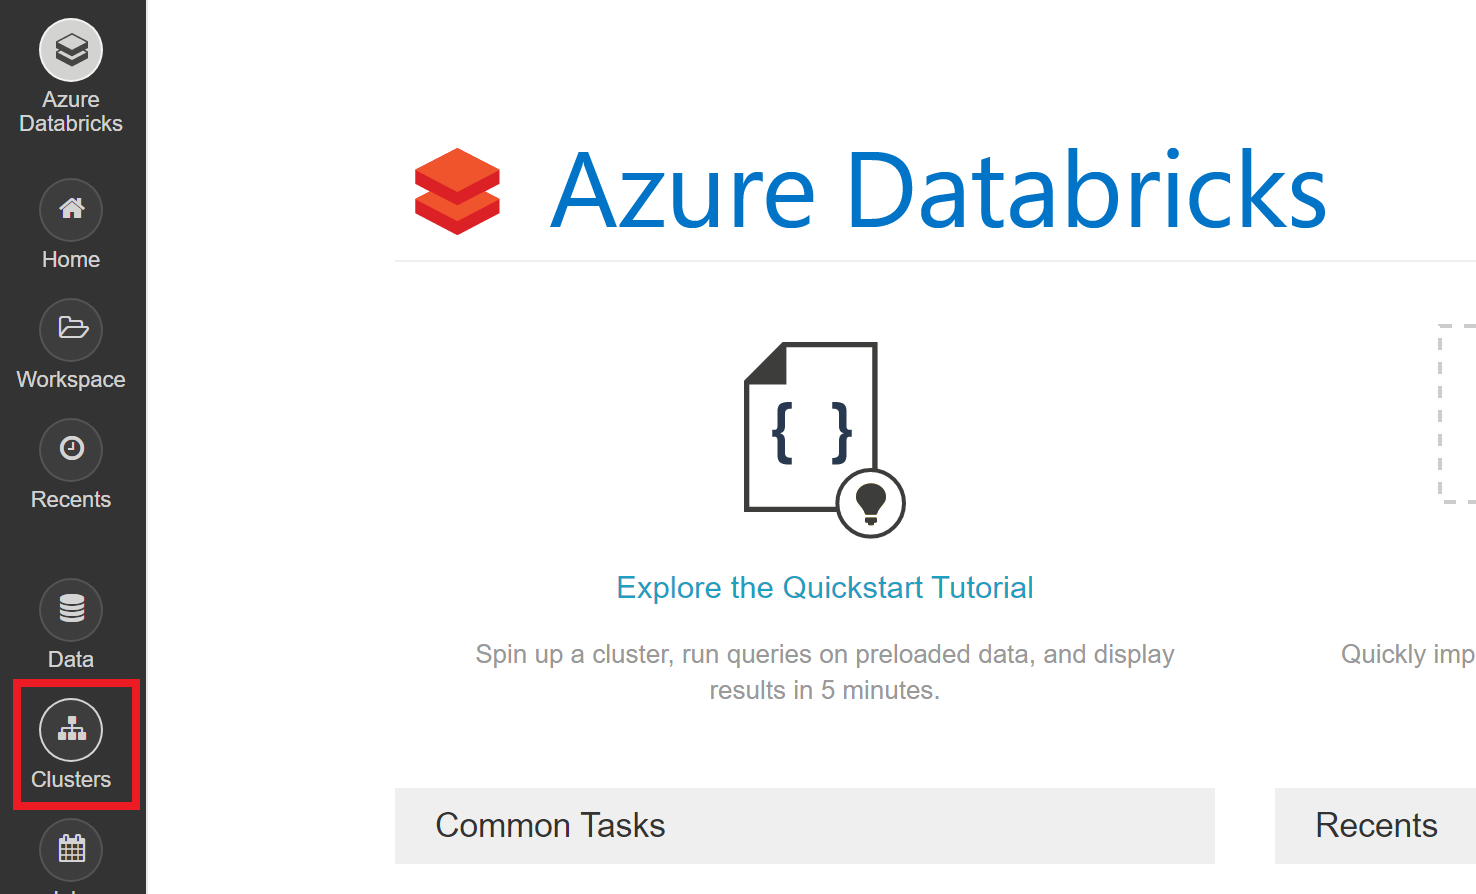 Azure
Databricks
Home
Workspace
Recents
Data
Clusters
Azure Databricks
{ }
Explore the Quickstart Tutorial
Spin up a cluster, run queries on preloaded data, and display
results in 5 minutes.
Quickly imp
Common Tasks
Recents